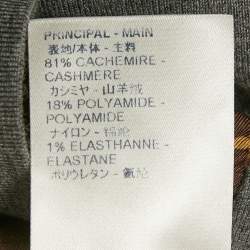 PRINCIPAL - MAIN
表地/本体 - 主料
81% CACHEMIRE -
CASHMERE
カシミヤ - 山羊绒
18% POLYAMIDE -
POLYAMIDE
ナイロン - 锦纶
1% ELASTHANNE -
ELASTANE
ポリウレタン - 氨纶